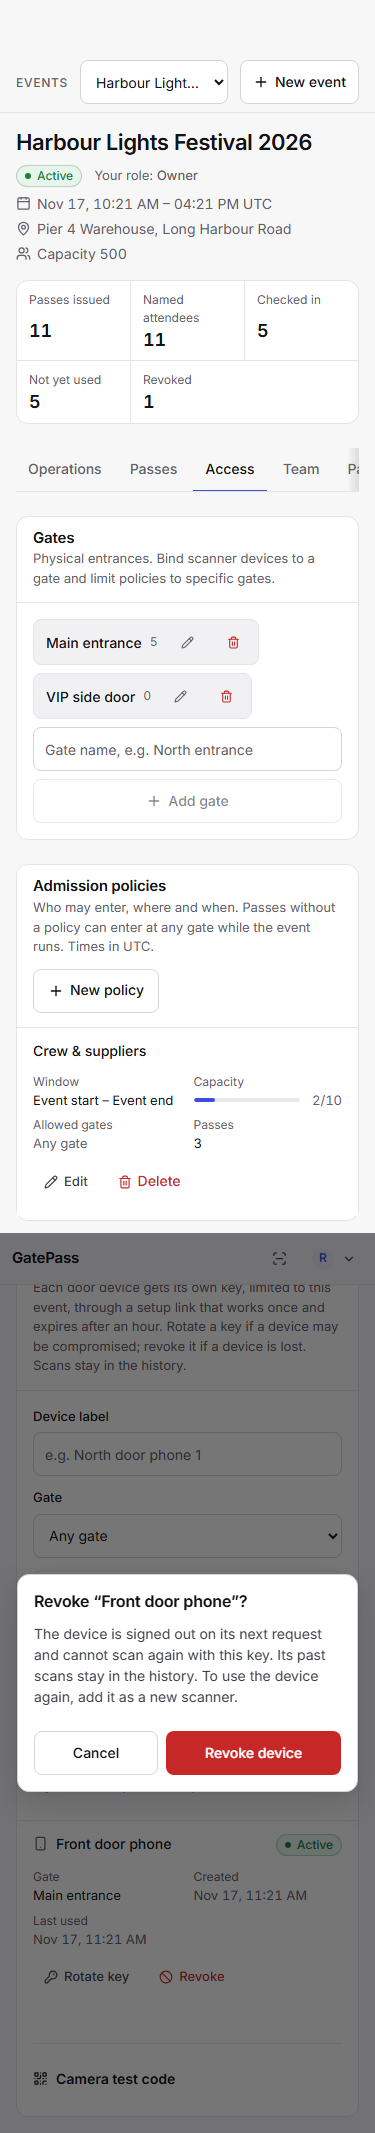 EVENTS
Harbour Light...
New event
Harbour Lights Festival 2026
Active
Your role: Owner
Nov 17, 10:21 AM – 04:21 PM UTC
Pier 4 Warehouse, Long Harbour Road
Capacity 500
Passes issued
11
Named
attendees
11
Checked in
5
Not yet used
5
Revoked
1
Operations
Passes
Access
Team
Gates
Physical entrances. Bind scanner devices to a
gate and limit policies to specific gates.
Main entrance 5
VIP side door 0
Gate name, e.g. North entrance
Add gate
Admission policies
Who may enter, where and when. Passes without
a policy can enter at any gate while the event
runs. Times in UTC.
New policy
Crew & suppliers
Window
Event start – Event end
Capacity
2/10
Allowed gates
Any gate
Passes
3
Edit
Delete
GatePass
R
Each door device gets its own key, limited to this
event, through a setup link that works once and
expires after an hour. Rotate a key if a device may
be compromised; revoke it if a device is lost.
Scans stay in the history.
Device label
e.g. North door phone 1
Gate
Any gate
Revoke “Front door phone”?
The device is signed out on its next request
and cannot scan again with this key. Its past
scans stay in the history. To use the device
again, add it as a new scanner.
Cancel
Revoke device
Front door phone
Active
Gate
Main entrance
Created
Nov 17, 11:21 AM
Last used
Nov 17, 11:21 AM
Rotate key
Revoke
Camera test code